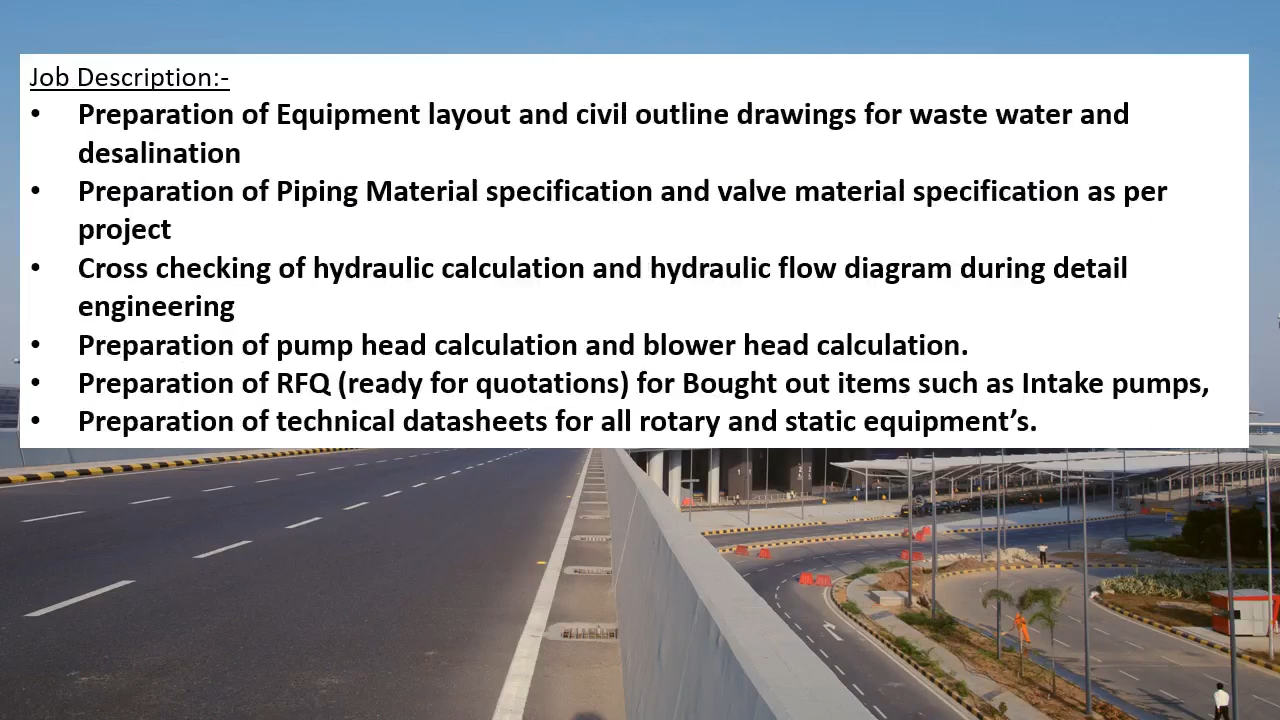 Job Description:-
• Preparation of Equipment layout and civil outline drawings for waste water and
desalination
• Preparation of Piping Material specification and valve material specification as per
project
• Cross checking of hydraulic calculation and hydraulic flow diagram during detail
engineering
• Preparation of pump head calculation and blower head calculation.
• Preparation of RFQ (ready for quotations) for Bought out items such as Intake pumps,
• Preparation of technical datasheets for all rotary and static equipment’s.